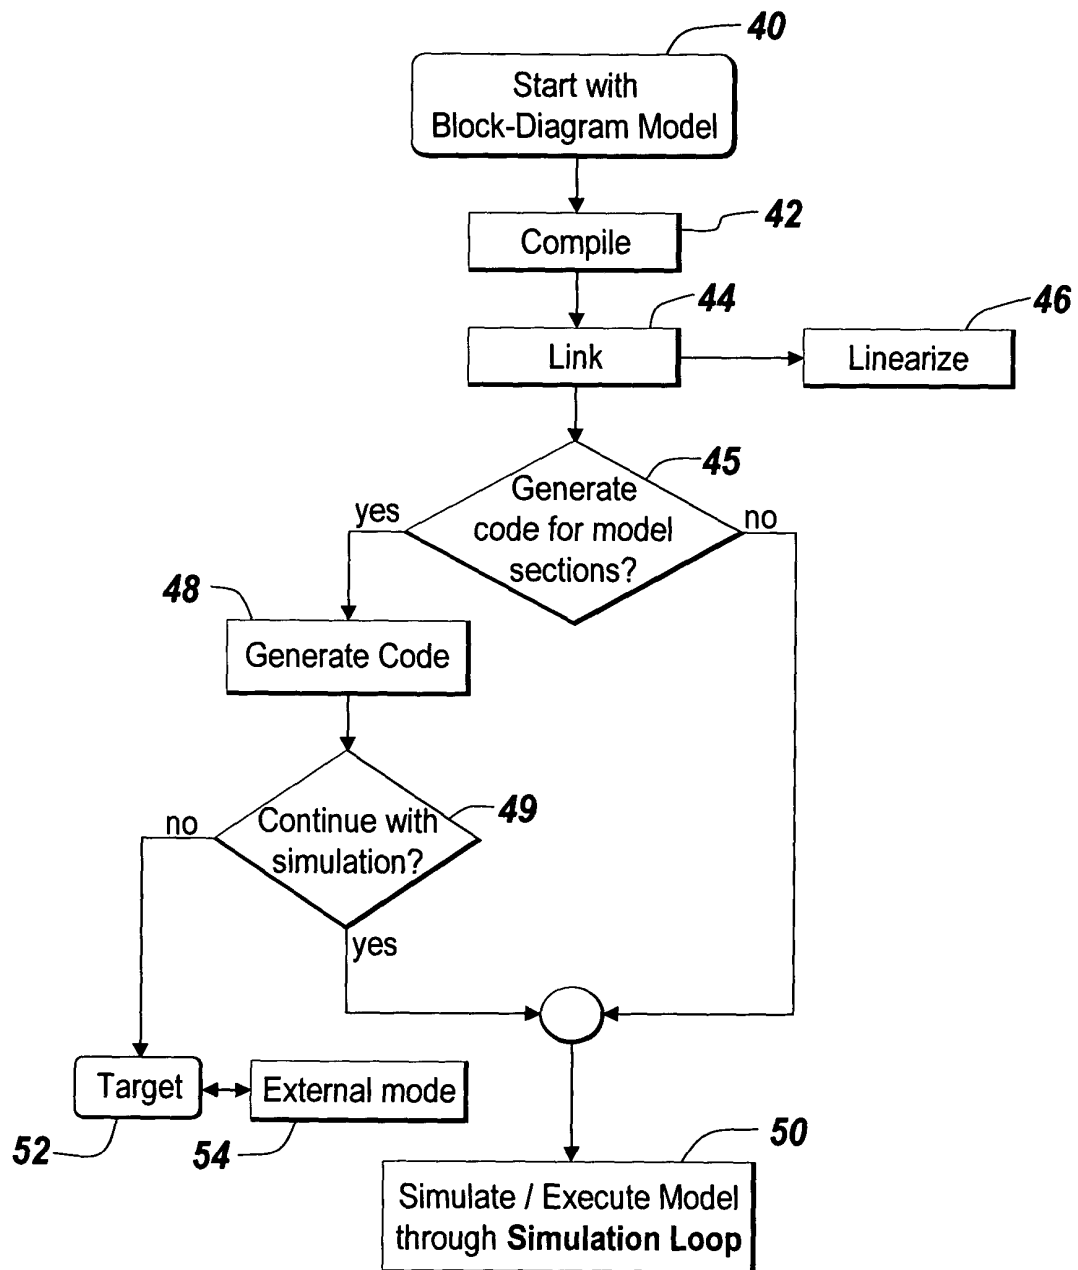 40
Start with
Block-Diagram Model
42
Compile
44
46
Link
Linearize
45
Generate
code for model
sections?
yes
no
48
Generate Code
49
Continue with
simulation?
no
yes
Target
External mode
52
54
50
Simulate / Execute Model
through Simulation Loop